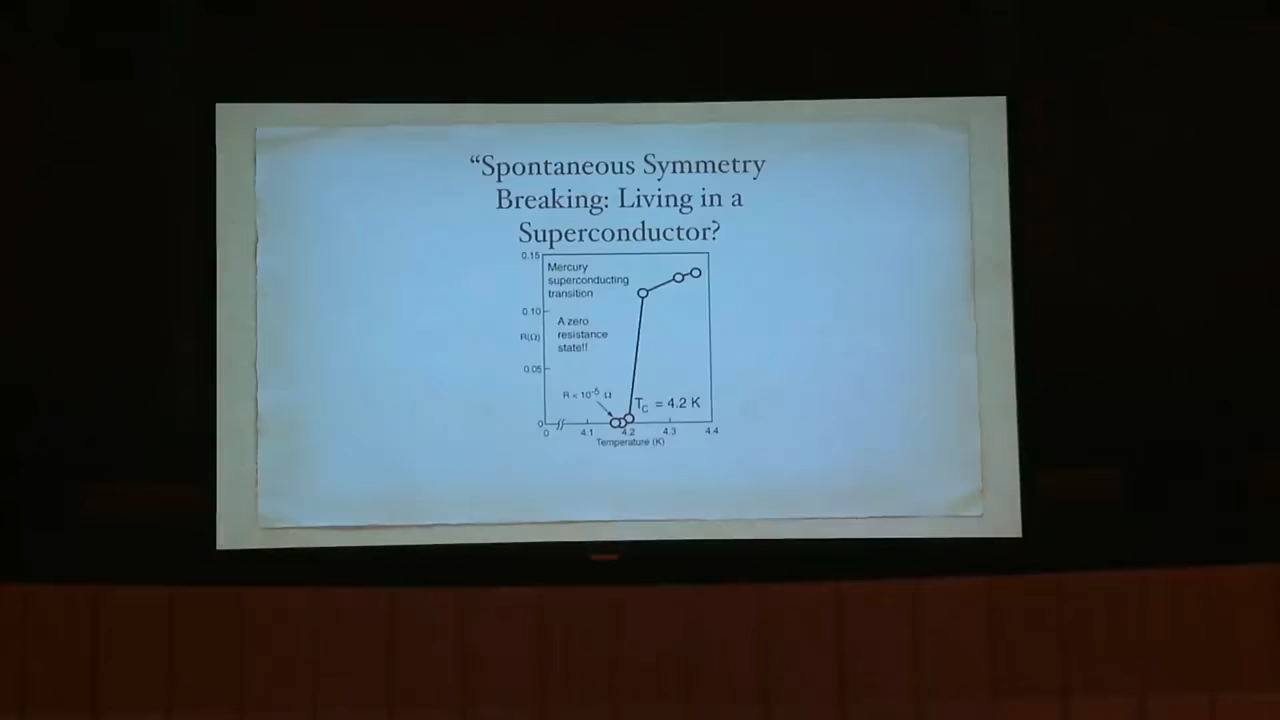 “Spontaneous Symmetry
Breaking: Living in a
Superconductor?
0.15
Mercury
superconducting
transition
0.10
A zero
resistance
state!!
R(Ω)
0.05
R < 10⁻⁵ Ω
T_C = 4.2 K
0
0 4.1 4.2 4.3 4.4
Temperature (K)